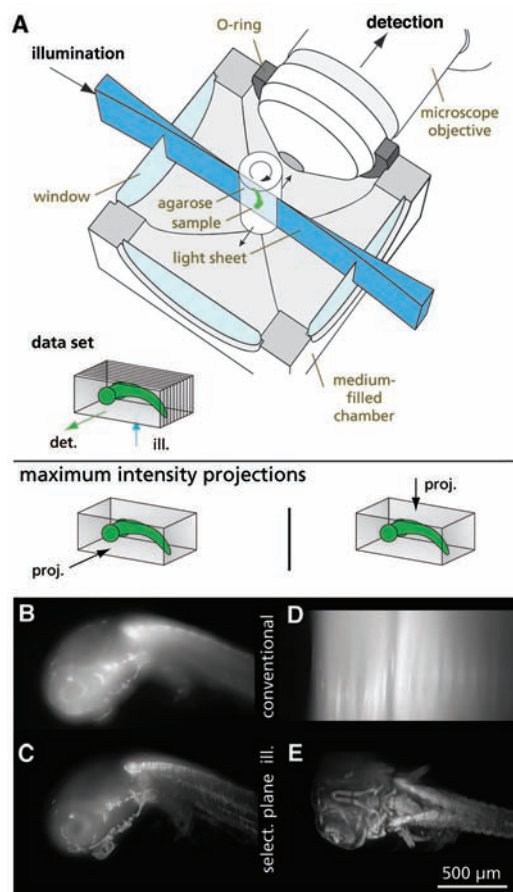 A
O-ring
detection
illumination
microscope
objective
window
agarose
sample
light sheet
data set
medium-
filled
chamber
det.
ill.
maximum intensity projections
proj.
proj.
B
conventional
D
C
select. plane ill.
E
500 µm